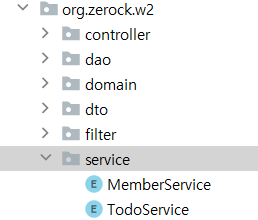 org.zerock.w2
controller
dao
domain
dto
filter
service
E MemberService
E TodoService